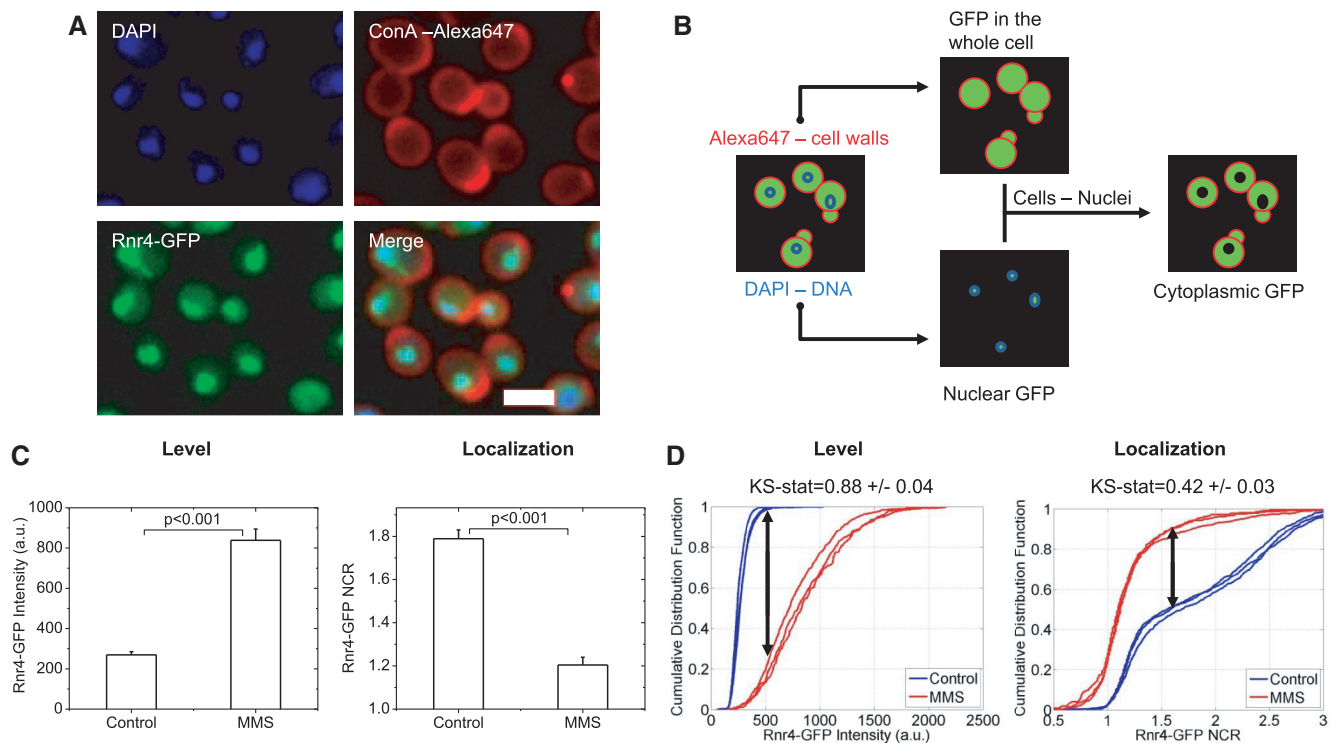 A
DAPI
ConA –Alexa647
Rnr4-GFP
Merge
B
GFP in the
whole cell
Alexa647 – cell walls
Cells – Nuclei
DAPI – DNA
Cytoplasmic GFP
Nuclear GFP
C
Level
Rnr4-GFP Intensity (a.u.)
1000
800
600
400
200
0
p<0.001
Control
MMS
Localization
Rnr4-GFP NCR
1.8
1.6
1.4
1.2
1.0
p<0.001
Control
MMS
D
Level
KS-stat=0.88 +/- 0.04
Cumulative Distribution Function
1
0.8
0.6
0.4
0.2
0
Control
MMS
0
500
1000
1500
2000
2500
Rnr4-GFP Intensity (a.u.)
Localization
KS-stat=0.42 +/- 0.03
Cumulative Distribution Function
1
0.8
0.6
0.4
0.2
0
Control
MMS
0.5
1
1.5
2
2.5
3
Rnr4-GFP NCR